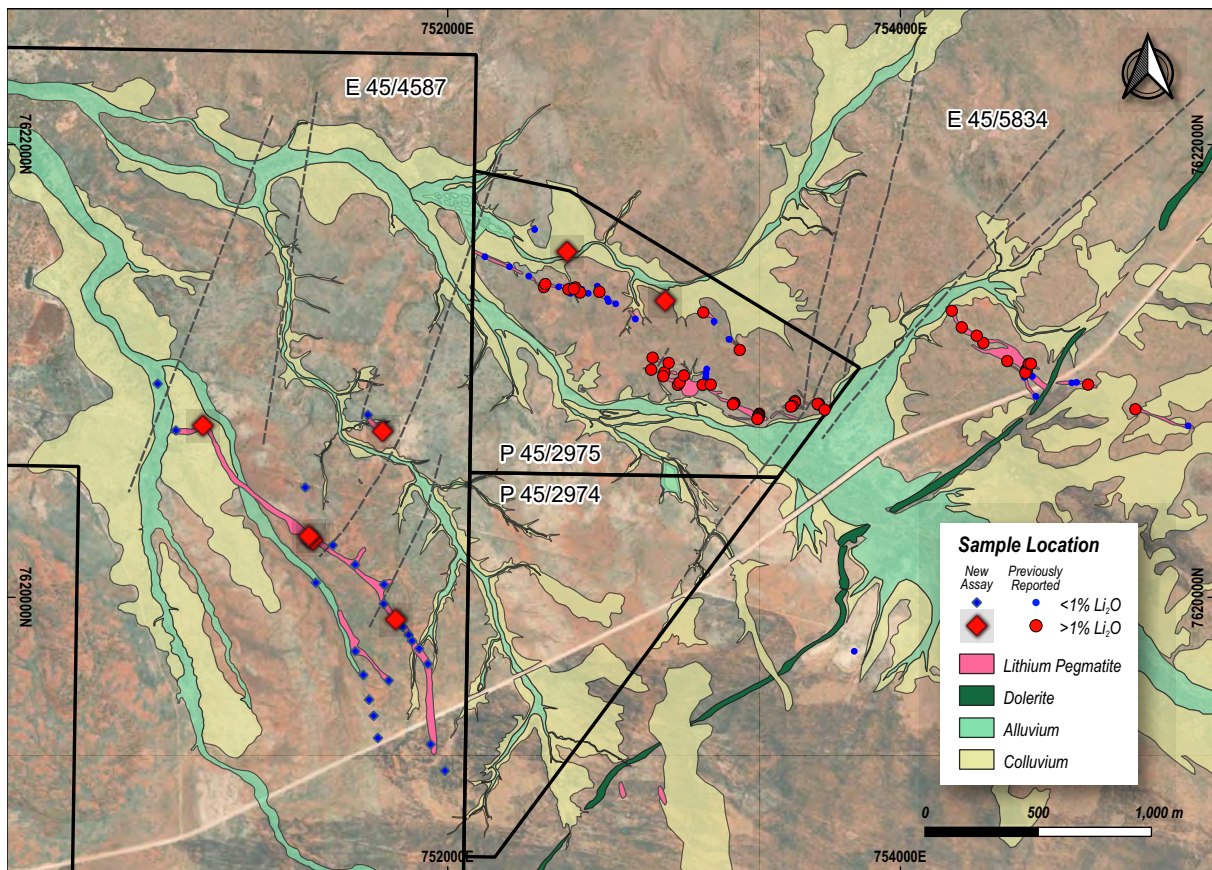 752000E
754000E
E 45/4587
E 45/5834
7622000N
7622000N
P 45/2975
P 45/2974
7620000N
7620000N
Sample Location
New Assay
Previously Reported
<1% Li₂O
>1% Li₂O
Lithium Pegmatite
Dolerite
Alluvium
Colluvium
0 500 1,000 m
752000E
754000E